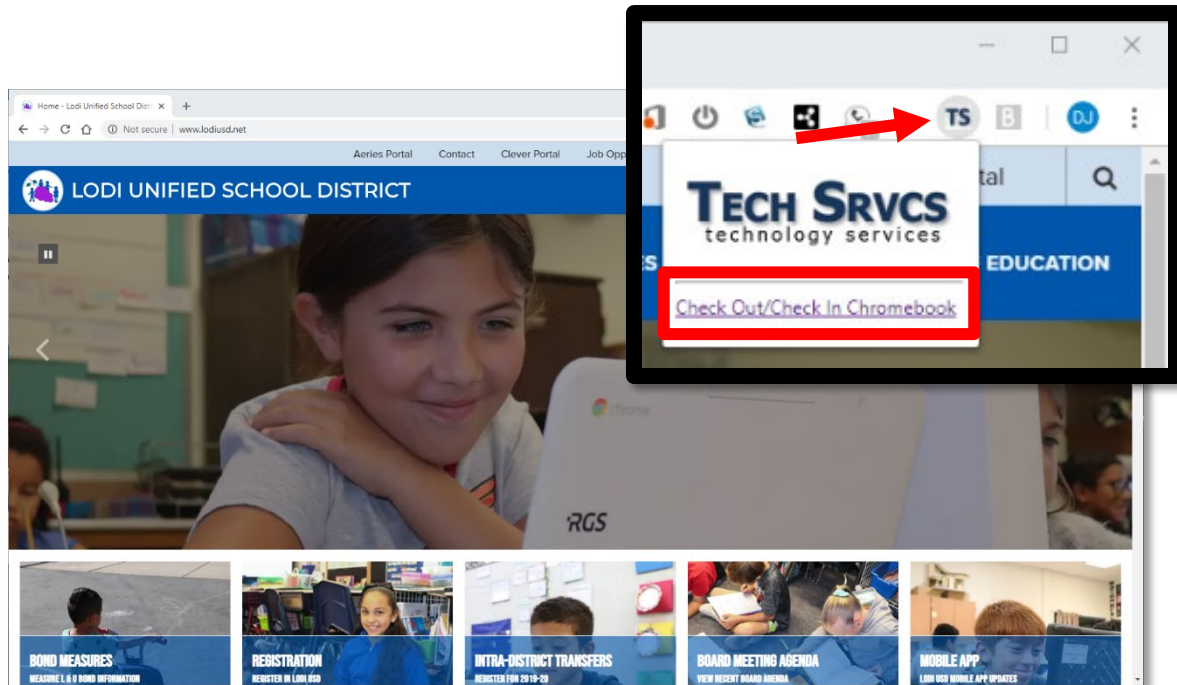 Home - Lodi Unified School Dist
Not secure | www.lodiusd.net
Aeries Portal Contact Clever Portal Job Opp
LODI UNIFIED SCHOOL DISTRICT
TS B DJ
tal
TECH SRVCS
technology services
ES
EDUCATION
Check Out/Check In Chromebook
chrome
RGS
BOND MEASURES
MEASURE L & U BOND INFORMATION
REGISTRATION
REGISTER IN LODI USD
INTRA-DISTRICT TRANSFERS
REGISTER FOR 2019-20
BOARD MEETING AGENDA
VIEW RECENT BOARD AGENDA
MOBILE APP
LODI USD MOBILE APP UPDATES